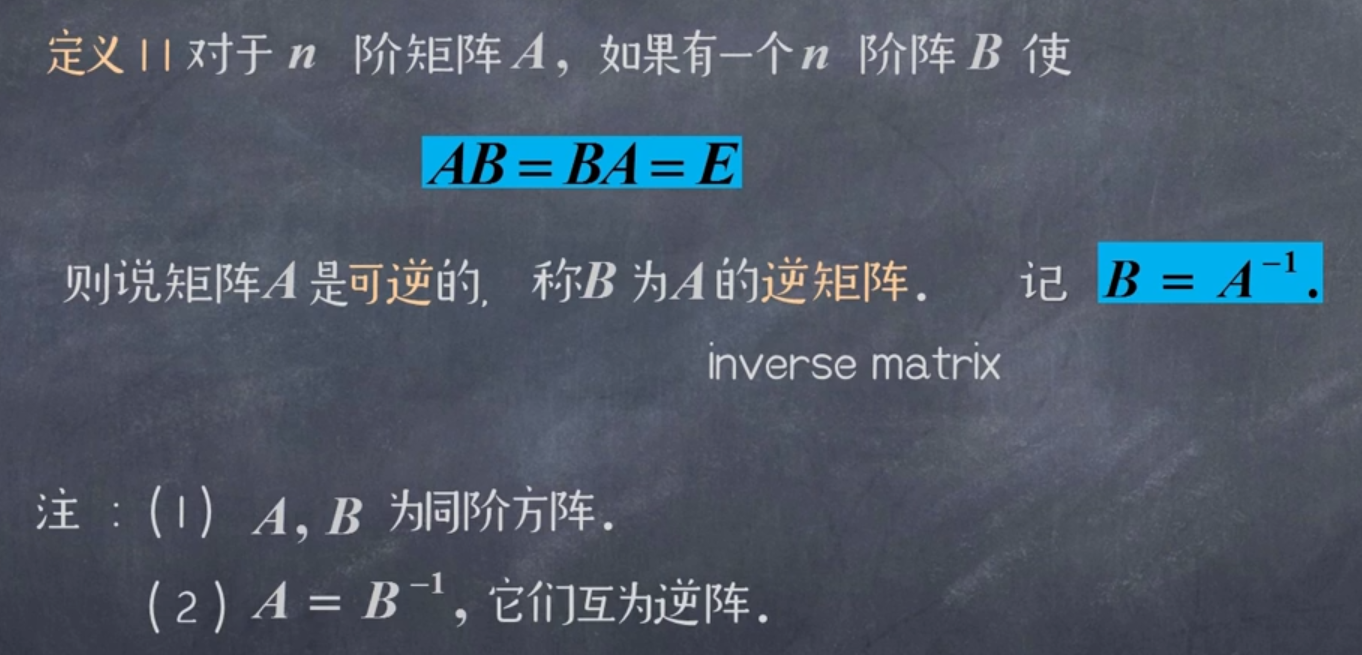 定义11 对于 n 阶矩阵 A, 如果有一个 n 阶阵 B 使
AB = BA = E
则说矩阵 A 是可逆的, 称 B 为 A 的逆矩阵. 记 B = A⁻¹.
inverse matrix
注：(1) A, B 为同阶方阵.
(2) A = B⁻¹, 它们互为逆阵.